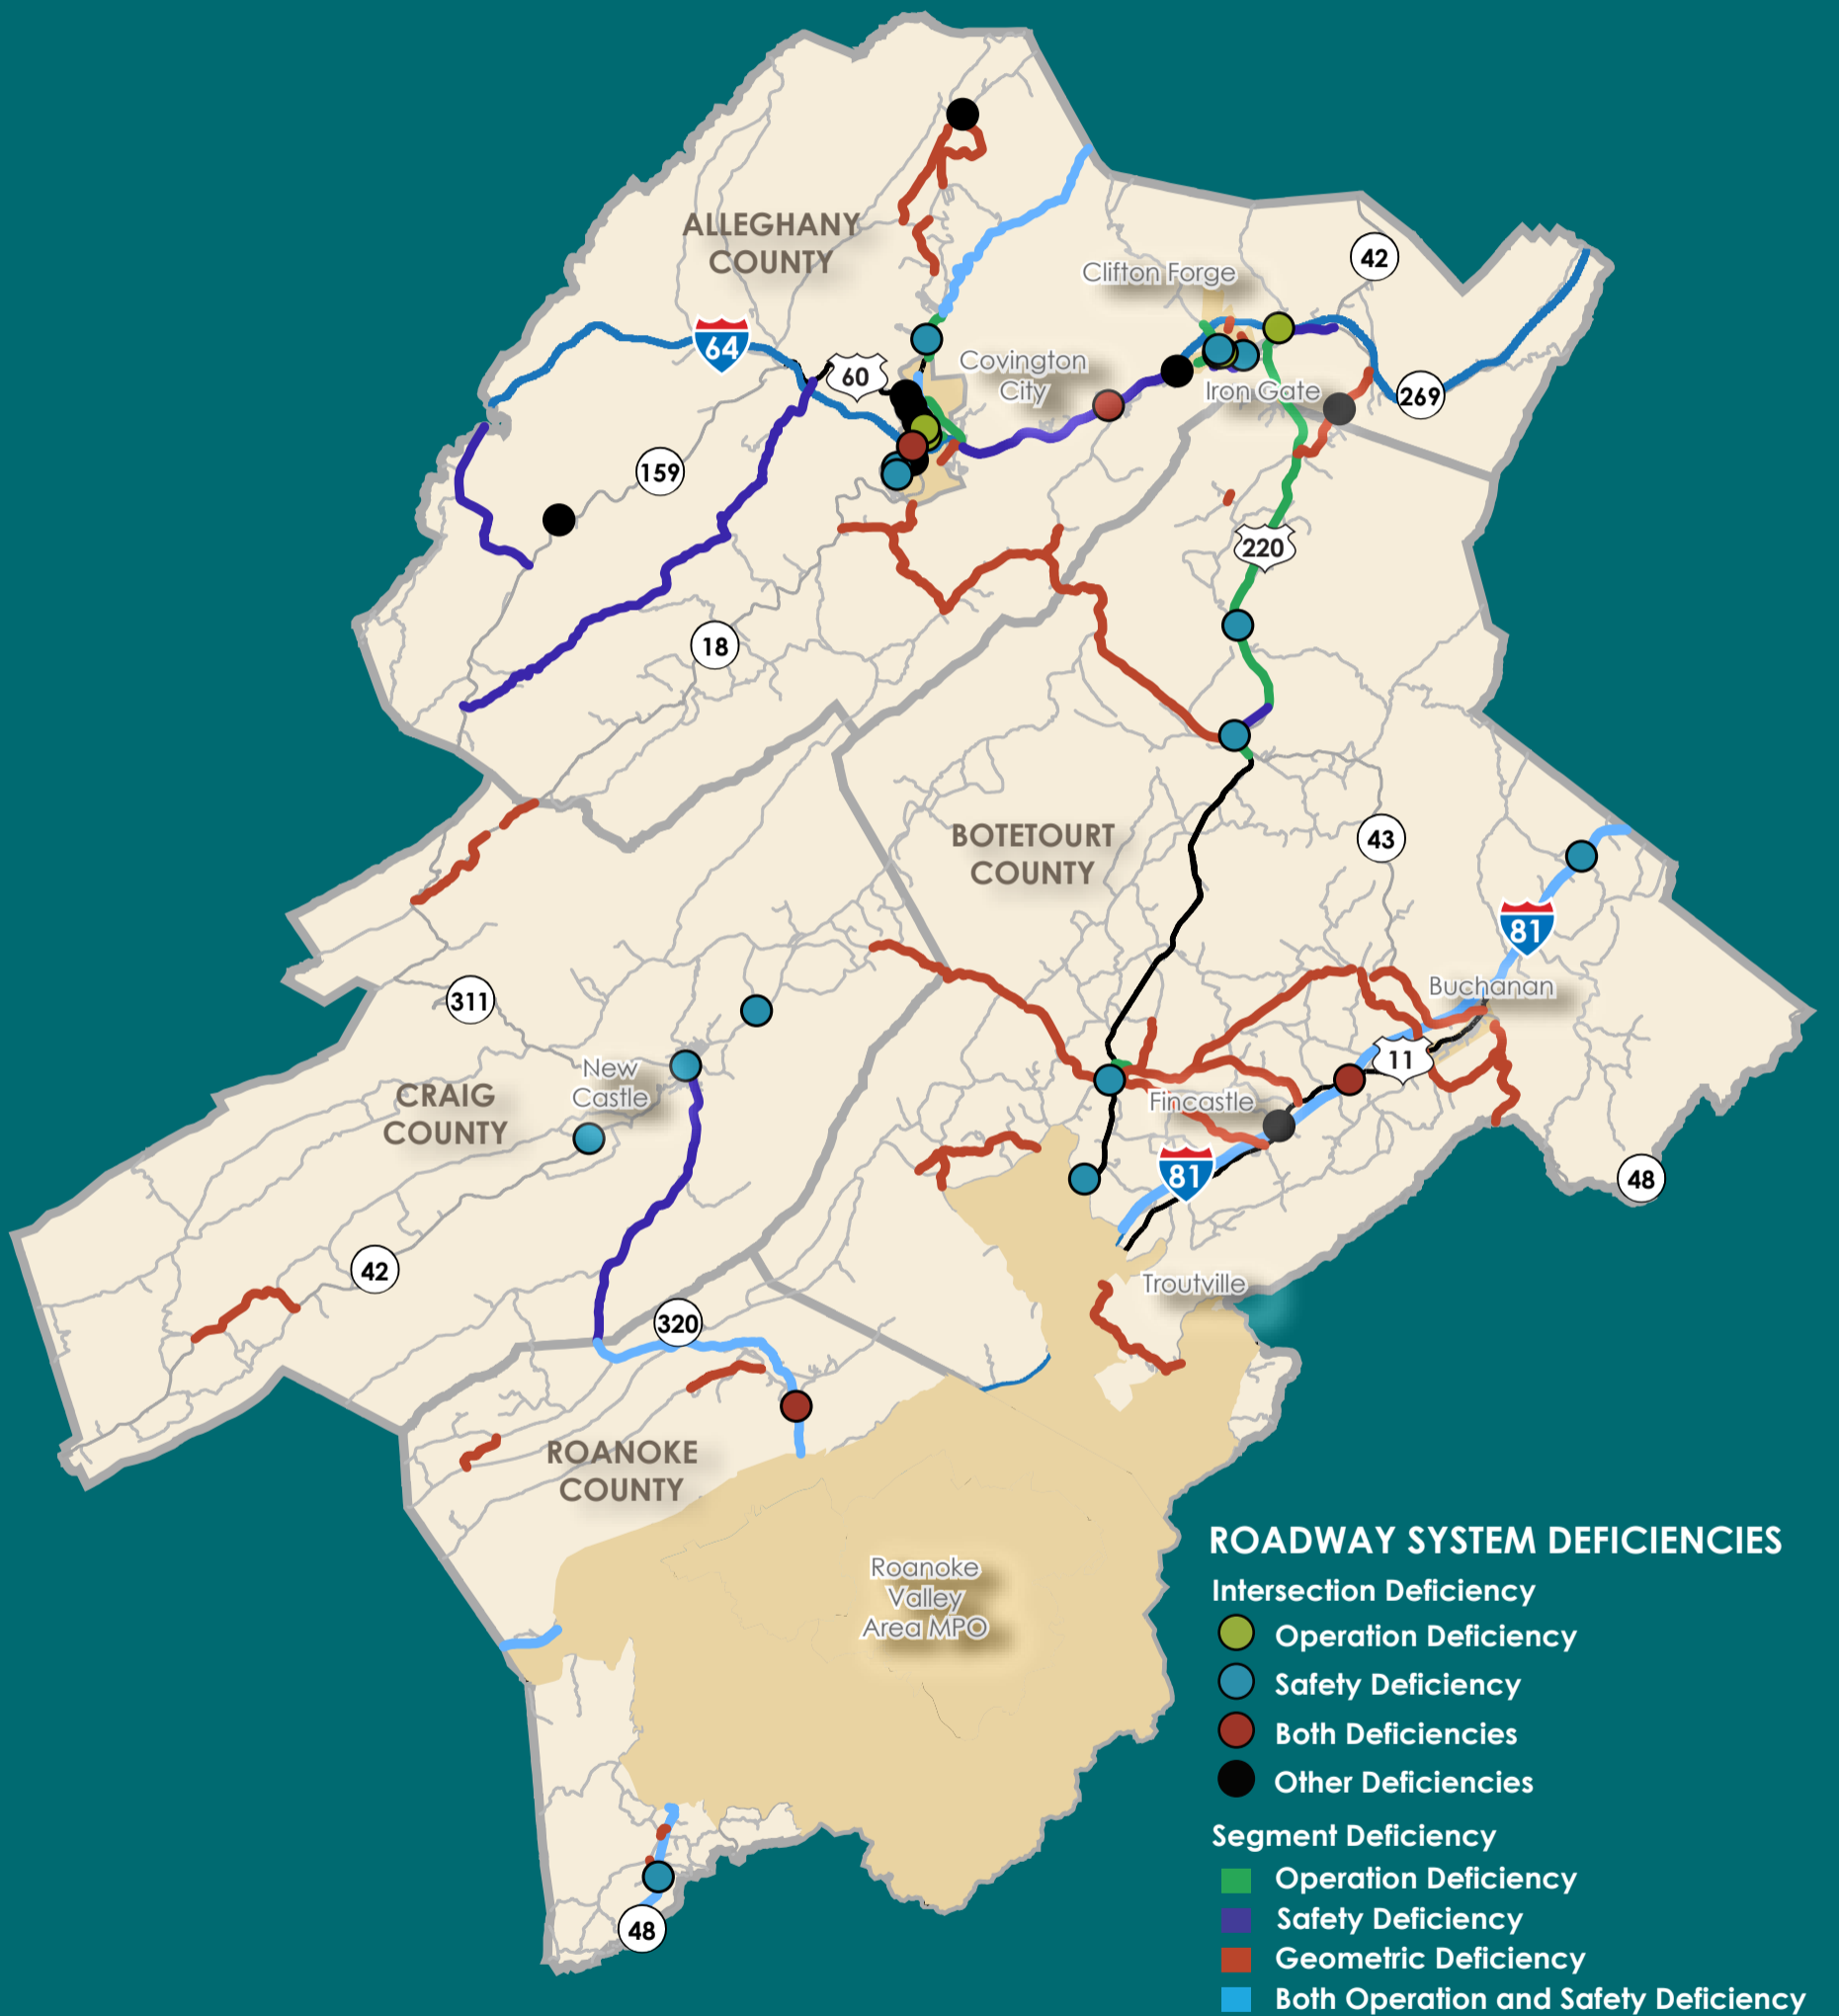 ALLEGHANY
COUNTY
Clifton Forge
42
64
60
Covington
City
Iron Gate
269
159
220
18
BOTETOURT
COUNTY
43
81
Buchanan
311
New
Castle
11
CRAIG
COUNTY
Fincastle
81
48
42
Troutville
320
ROANOKE
COUNTY
Roanoke
Valley
Area MPO
48
ROADWAY SYSTEM DEFICIENCIES
Intersection Deficiency
Operation Deficiency
Safety Deficiency
Both Deficiencies
Other Deficiencies
Segment Deficiency
Operation Deficiency
Safety Deficiency
Geometric Deficiency
Both Operation and Safety Deficiency